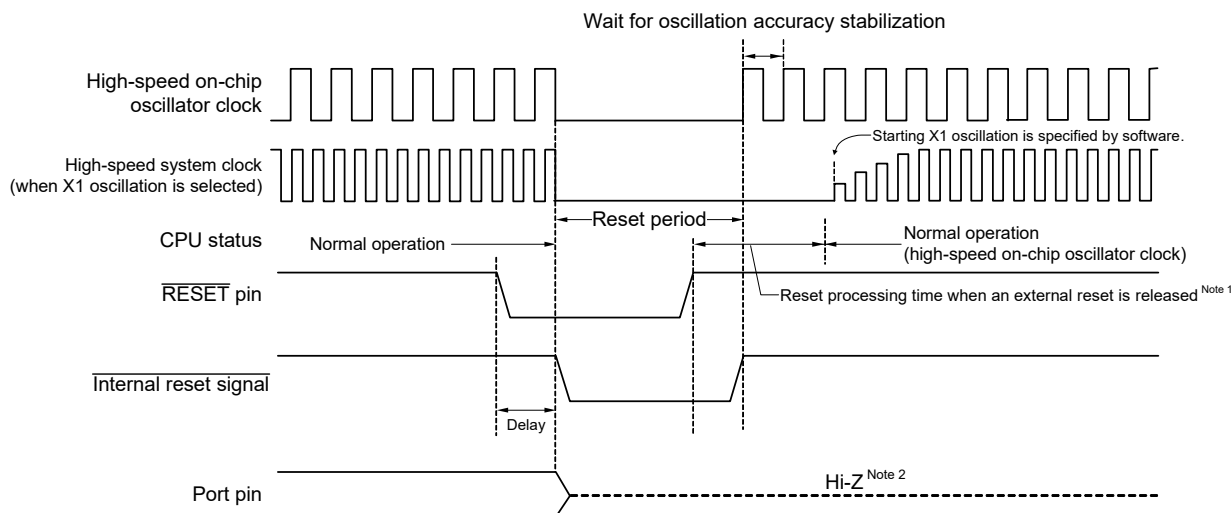 Wait for oscillation accuracy stabilization
High-speed on-chip
oscillator clock
Starting X1 oscillation is specified by software.
High-speed system clock
(when X1 oscillation is selected)
Reset period
CPU status
Normal operation
Normal operation
(high-speed on-chip oscillator clock)
RESET pin
Reset processing time when an external reset is released Note 1
Internal reset signal
Delay
Port pin
Hi-Z Note 2